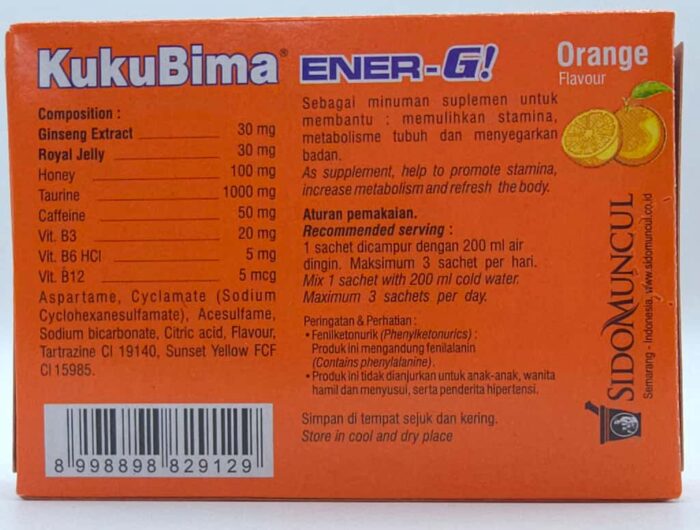 KukuBima® ENER-G!
Orange
Flavour
Composition :
Ginseng Extract 30 mg
Royal Jelly 30 mg
Honey 100 mg
Taurine 1000 mg
Caffeine 50 mg
Vit. B3 20 mg
Vit. B6 HCl 5 mg
Vit. B12 5 mcg
Aspartame, Cyclamate (Sodium
Cyclohexanesulfamate), Acesulfame,
Sodium bicarbonate, Citric acid, Flavour,
Tartrazine CI 19140, Sunset Yellow FCF
CI 15985.
8 998898 829129
Sebagai minuman suplemen untuk
membantu : memulihkan stamina,
metabolisme tubuh dan menyegarkan
badan.
As supplement, help to promote stamina,
increase metabolism and refresh the body.
Aturan pemakaian.
Recommended serving :
1 sachet dicampur dengan 200 ml air
dingin. Maksimum 3 sachet per hari.
Mix 1 sachet with 200 ml cold water.
Maximum 3 sachets per day.
Peringatan & Perhatian :
• Fenilketonurik (Phenylketonurics) :
Produk ini mengandung fenilalanin
(Contains phenylalanine).
• Produk ini tidak dianjurkan untuk anak-anak, wanita
hamil dan menyusui, serta penderita hipertensi.
Simpan di tempat sejuk dan kering.
Store in cool and dry place
SIDOMUNCUL
Semarang - Indonesia, www.sidomuncul.co.id